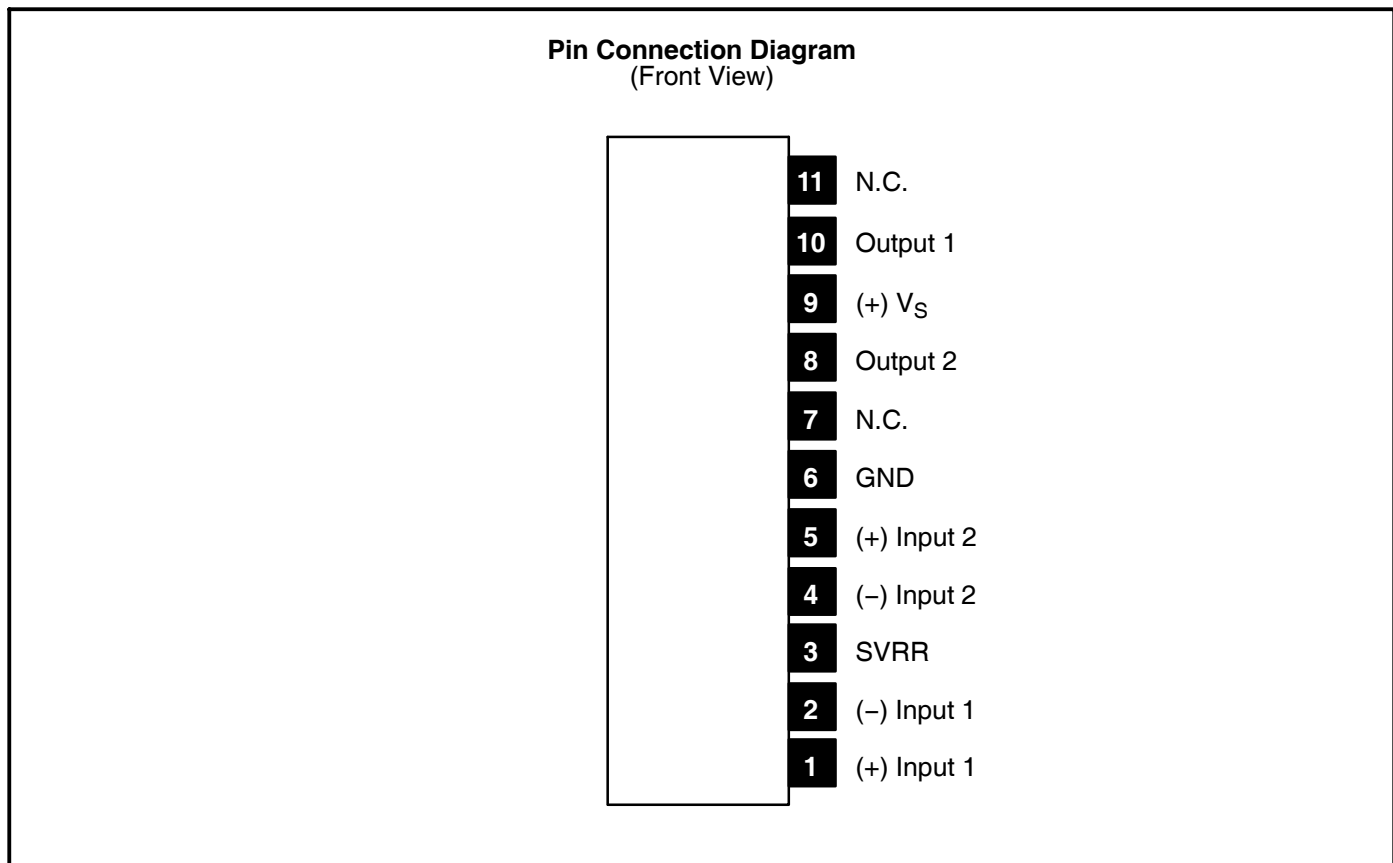 Pin Connection Diagram
(Front View)
11 N.C.
10 Output 1
9 (+) VS
8 Output 2
7 N.C.
6 GND
5 (+) Input 2
4 (−) Input 2
3 SVRR
2 (−) Input 1
1 (+) Input 1